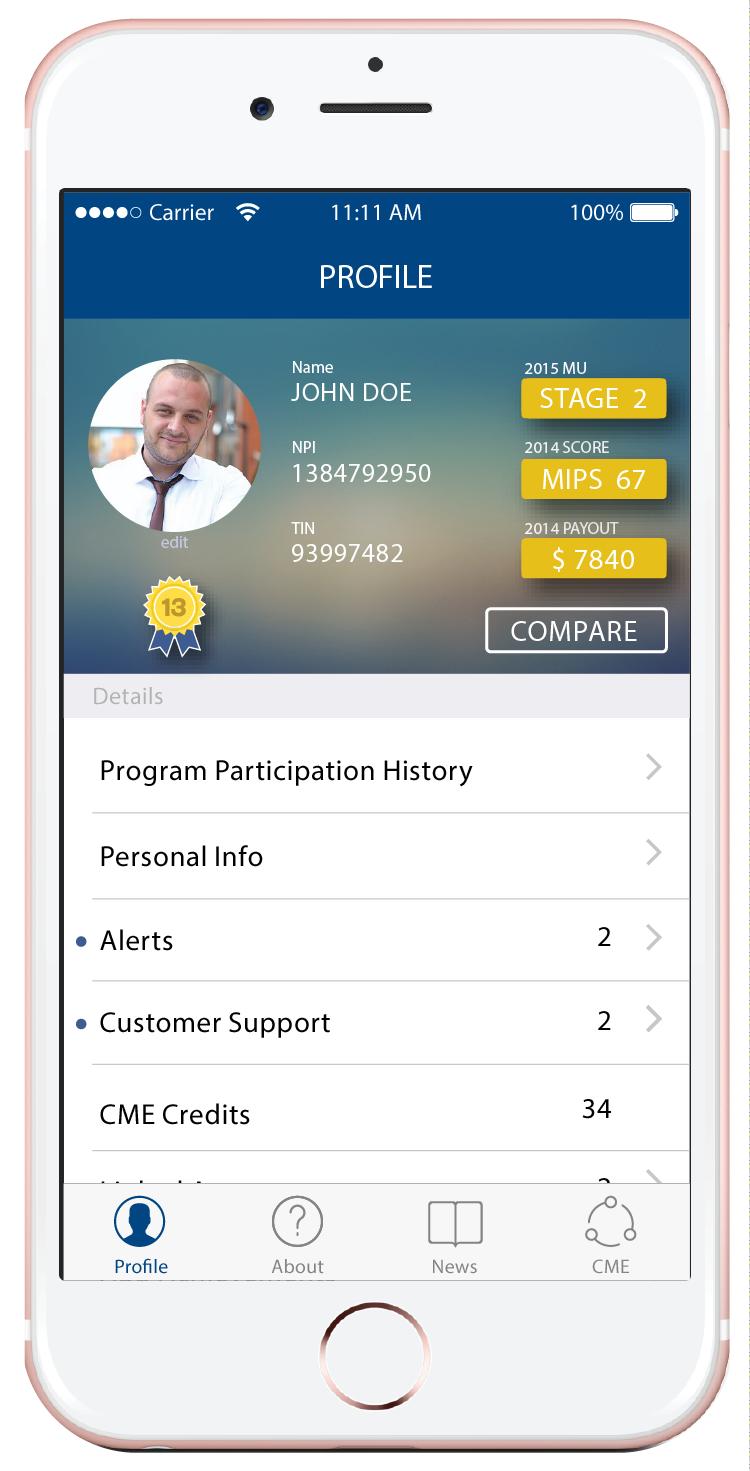 Carrier 11:11 AM 100%
PROFILE
Name
JOHN DOE
2015 MU
STAGE 2
NPI
1384792950
2014 SCORE
MIPS 67
TIN
93997482
2014 PAYOUT
$ 7840
edit
13
COMPARE
Details
Program Participation History
Personal Info
Alerts 2
Customer Support 2
CME Credits 34
Profile About News CME